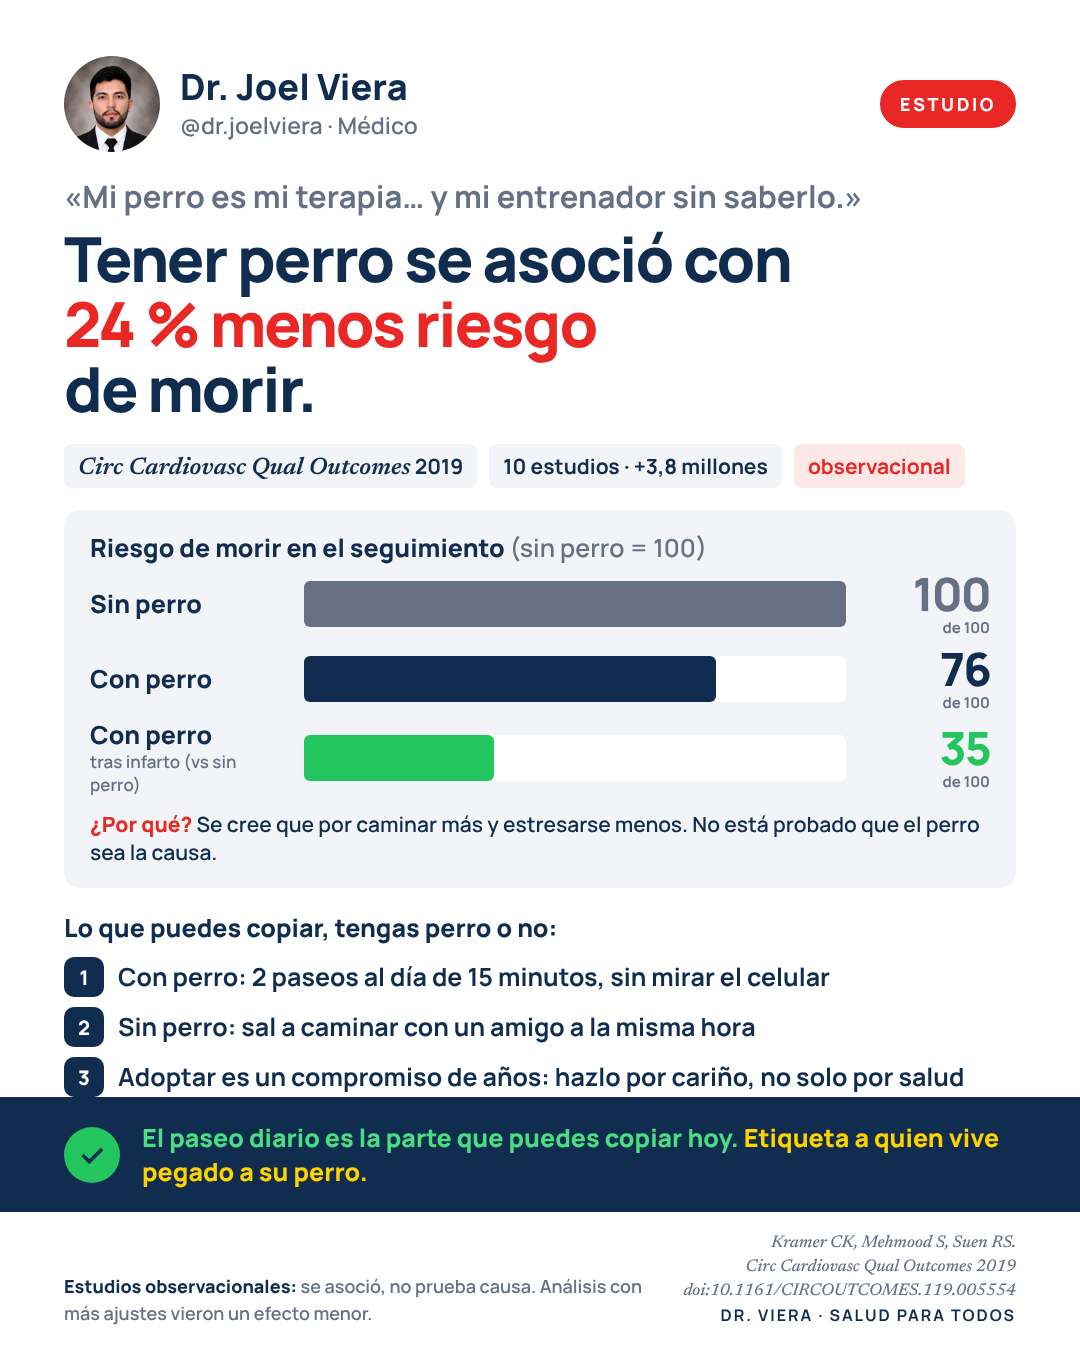 Dr. Joel Viera
@dr.joelviera · Médico
ESTUDIO
«Mi perro es mi terapia... y mi entrenador sin saberlo.»
Tener perro se asoció con
24 % menos riesgo
de morir.
Circ Cardiovasc Qual Outcomes 2019
10 estudios · +3,8 millones
observacional
Riesgo de morir en el seguimiento (sin perro = 100)
Sin perro
100
de 100
Con perro
76
de 100
Con perro
tras infarto (vs sin
perro)
35
de 100
¿Por qué? Se cree que por caminar más y estresarse menos. No está probado que el perro
sea la causa.
Lo que puedes copiar, tengas perro o no:
1 Con perro: 2 paseos al día de 15 minutos, sin mirar el celular
2 Sin perro: sal a caminar con un amigo a la misma hora
3 Adoptar es un compromiso de años: hazlo por cariño, no solo por salud
El paseo diario es la parte que puedes copiar hoy. Etiqueta a quien vive
pegado a su perro.
Estudios observacionales: se asoció, no prueba causa. Análisis con
más ajustes vieron un efecto menor.
Kramer CK, Mehmood S, Suen RS.
Circ Cardiovasc Qual Outcomes 2019
doi:10.1161/CIRCOUTCOMES.119.005554
DR. VIERA · SALUD PARA TODOS